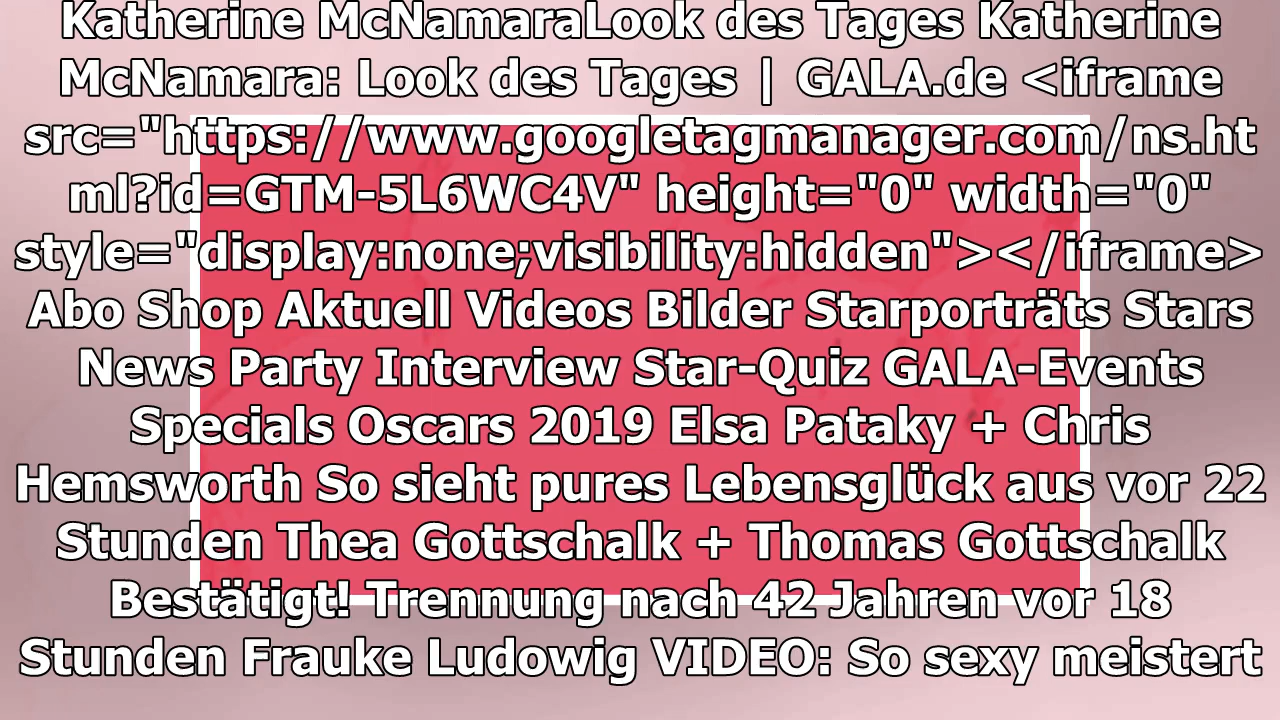 Katherine McNamaraLook des Tages Katherine
McNamara: Look des Tages | GALA.de <iframe
src="https://www.googletagmanager.com/ns.ht
ml?id=GTM-5L6WC4V" height="0" width="0"
style="display:none;visibility:hidden"></iframe>
Abo Shop Aktuell Videos Bilder Starporträts Stars
News Party Interview Star-Quiz GALA-Events
Specials Oscars 2019 Elsa Pataky + Chris
Hemsworth So sieht pures Lebensglück aus vor 22
Stunden Thea Gottschalk + Thomas Gottschalk
Bestätigt! Trennung nach 42 Jahren vor 18
Stunden Frauke Ludowig VIDEO: So sexy meistert